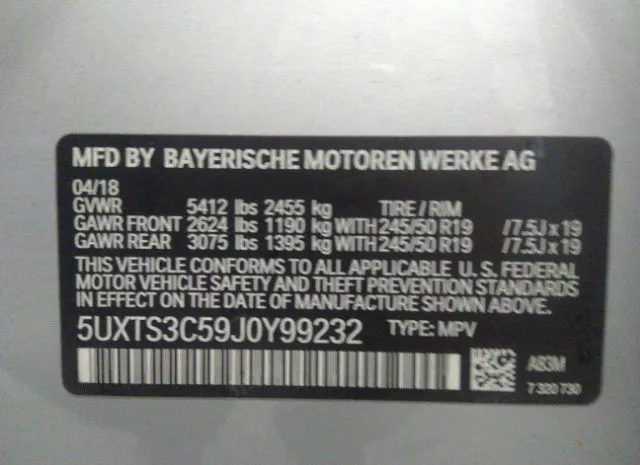 MFD BY BAYERISCHE MOTOREN WERKE AG
04/18
GVWR 5412 lbs 2455 kg TIRE / RIM
GAWR FRONT 2624 lbs 1190 kg WITH 245/50 R19 /7.5J x 19
GAWR REAR 3075 lbs 1395 kg WITH 245/50 R19 /7.5J x 19
THIS VEHICLE CONFORMS TO ALL APPLICABLE U. S. FEDERAL
MOTOR VEHICLE SAFETY AND THEFT PREVENTION STANDARDS
IN EFFECT ON THE DATE OF MANUFACTURE SHOWN ABOVE.
5UXTS3C59J0Y99232 TYPE: MPV
A83M
7 320 730